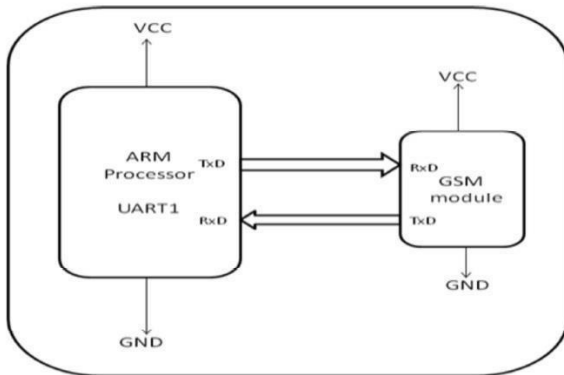 VCC
VCC
ARM
Processor
UART1
TxD
RxD
RxD
GSM
module
TxD
GND
GND